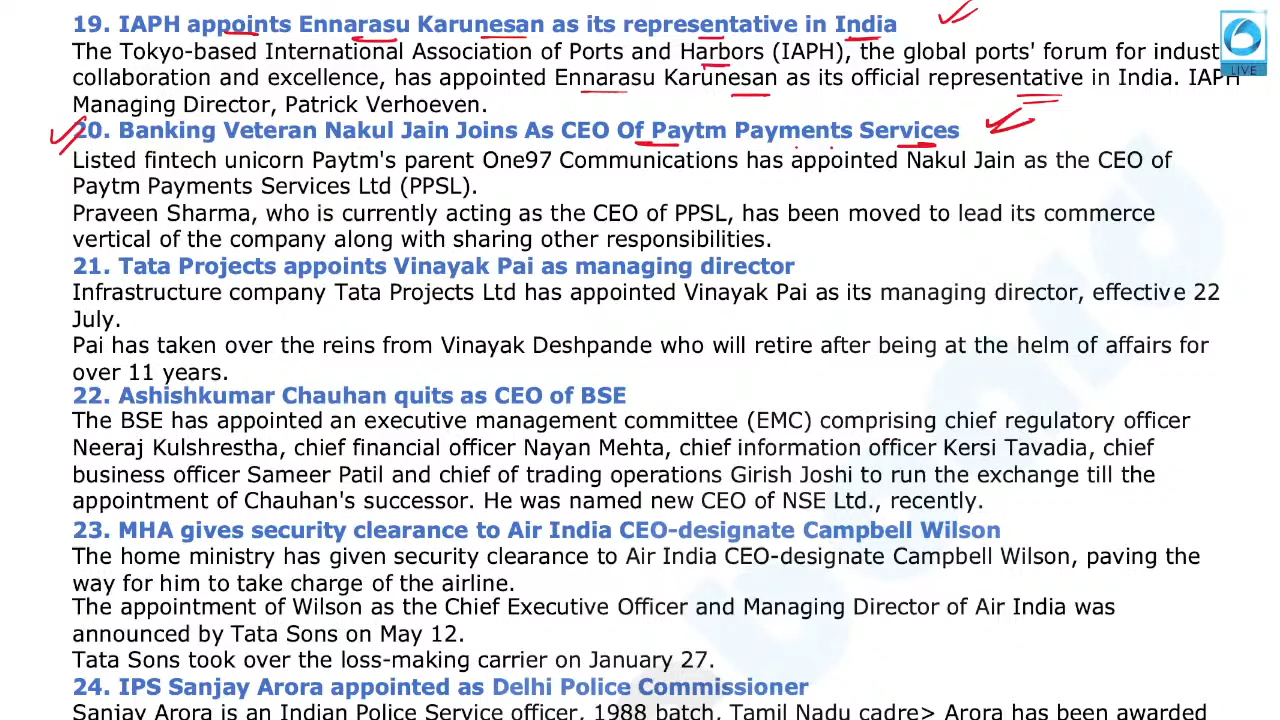 19. IAPH appoints Ennarasu Karunesan as its representative in India
The Tokyo-based International Association of Ports and Harbors (IAPH), the global ports' forum for indust
collaboration and excellence, has appointed Ennarasu Karunesan as its official representative in India. IAPH
Managing Director, Patrick Verhoeven.
20. Banking Veteran Nakul Jain Joins As CEO Of Paytm Payments Services
Listed fintech unicorn Paytm's parent One97 Communications has appointed Nakul Jain as the CEO of
Paytm Payments Services Ltd (PPSL).
Praveen Sharma, who is currently acting as the CEO of PPSL, has been moved to lead its commerce
vertical of the company along with sharing other responsibilities.
21. Tata Projects appoints Vinayak Pai as managing director
Infrastructure company Tata Projects Ltd has appointed Vinayak Pai as its managing director, effective 22
July.
Pai has taken over the reins from Vinayak Deshpande who will retire after being at the helm of affairs for
over 11 years.
22. Ashishkumar Chauhan quits as CEO of BSE
The BSE has appointed an executive management committee (EMC) comprising chief regulatory officer
Neeraj Kulshrestha, chief financial officer Nayan Mehta, chief information officer Kersi Tavadia, chief
business officer Sameer Patil and chief of trading operations Girish Joshi to run the exchange till the
appointment of Chauhan's successor. He was named new CEO of NSE Ltd., recently.
23. MHA gives security clearance to Air India CEO-designate Campbell Wilson
The home ministry has given security clearance to Air India CEO-designate Campbell Wilson, paving the
way for him to take charge of the airline.
The appointment of Wilson as the Chief Executive Officer and Managing Director of Air India was
announced by Tata Sons on May 12.
Tata Sons took over the loss-making carrier on January 27.
24. IPS Sanjay Arora appointed as Delhi Police Commissioner
Sanjay Arora is an Indian Police Service officer, 1988 batch, Tamil Nadu cadre> Arora has been awarded
LIVE